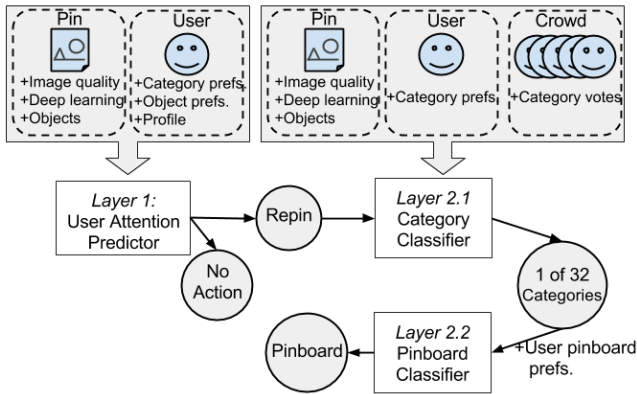 Pin
+Image quality
+Deep learning
+Objects
User
+Category prefs.
+Object prefs.
+Profile
Pin
+Image quality
+Deep learning
+Objects
User
+Category prefs
Crowd
+Category votes
Layer 1:
User Attention
Predictor
Repin
No
Action
Layer 2.1
Category
Classifier
1 of 32
Categories
+User pinboard
prefs.
Layer 2.2
Pinboard
Classifier
Pinboard